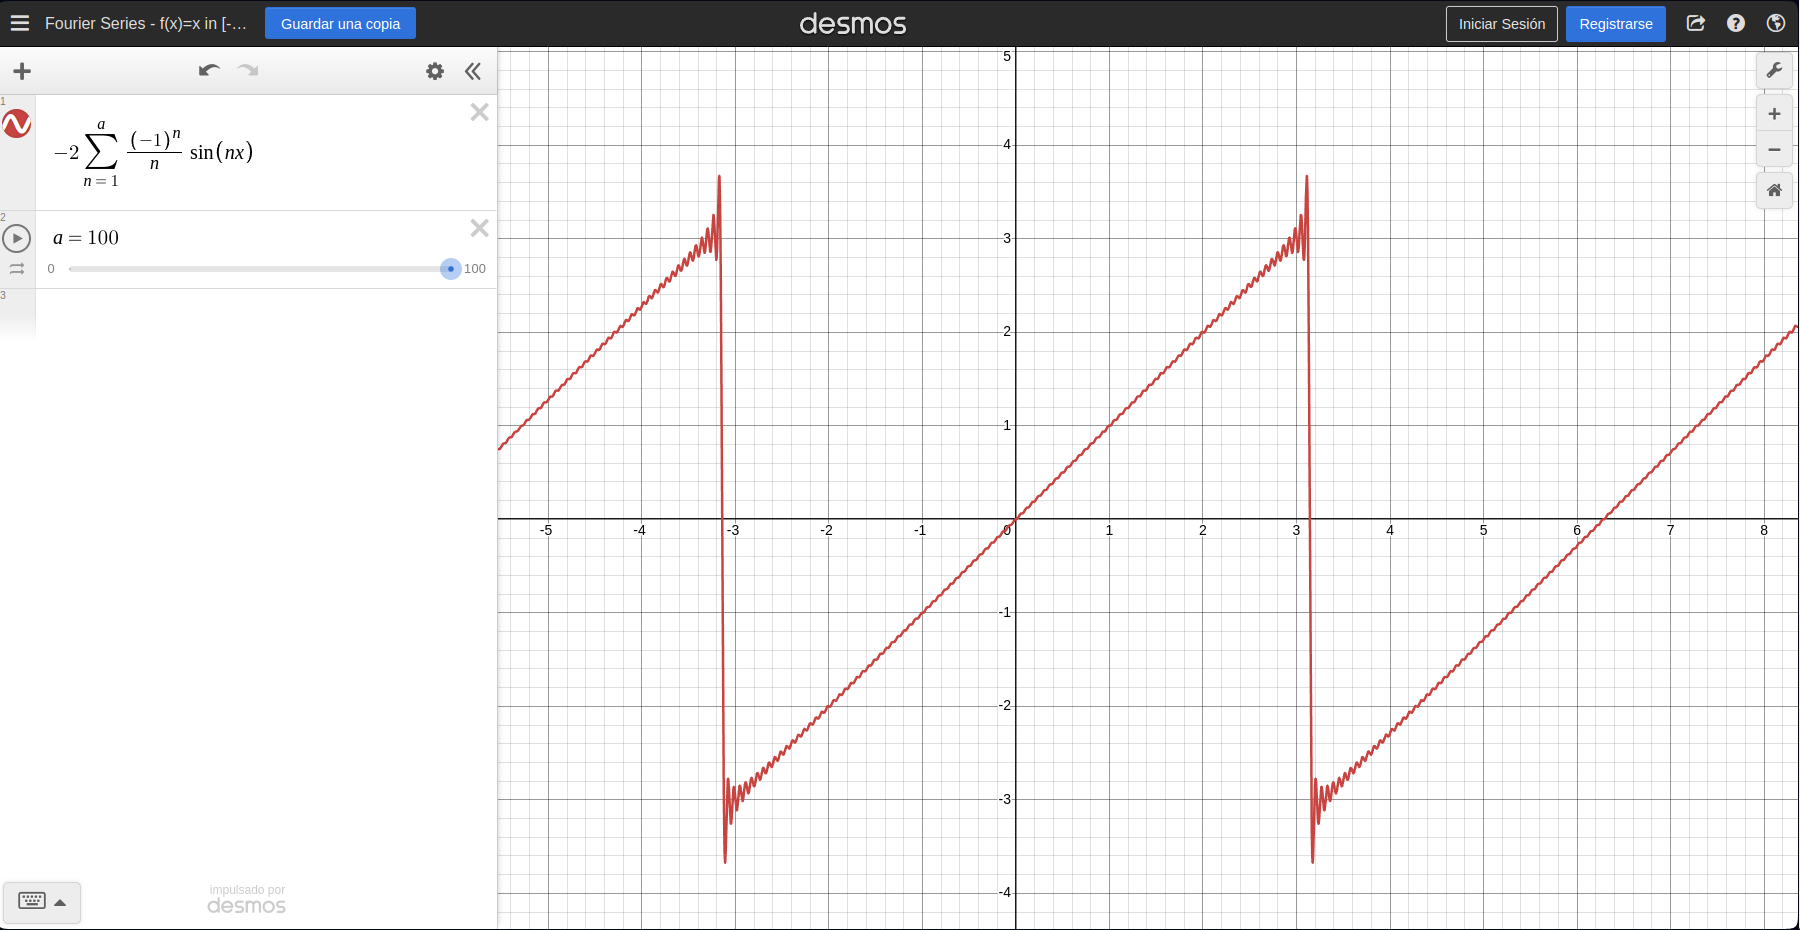 Fourier Series - f(x)=x in [-...
Guardar una copia
desmos
Iniciar Sesión
Registrarse
1
-2 \sum_{n=1}^{a} \frac{(-1)^n}{n} \sin(nx)
2
a = 100
0
100
3
impulsado por
desmos
5
4
3
2
1
-5 -4 -3 -2 -1 0 1 2 3 4 5 6 7 8
-1
-2
-3
-4